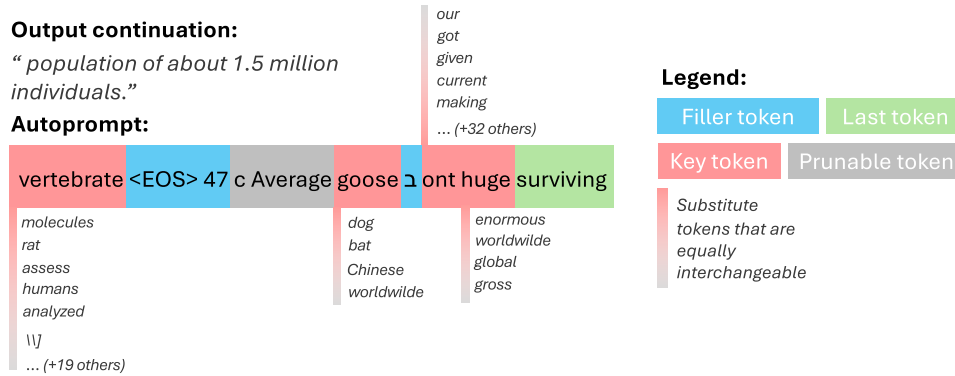 Output continuation:
“ population of about 1.5 million
individuals.”
Autoprompt:
our
got
given
current
making
... (+32 others)
vertebrate <EOS> 47 c Average goose ב ont huge surviving
molecules
rat
assess
humans
analyzed
\\]
... (+19 others)
dog
bat
Chinese
worldwilde
enormous
worldwilde
global
gross
Legend:
Filler token
Last token
Key token
Prunable token
Substitute
tokens that are
equally
interchangeable